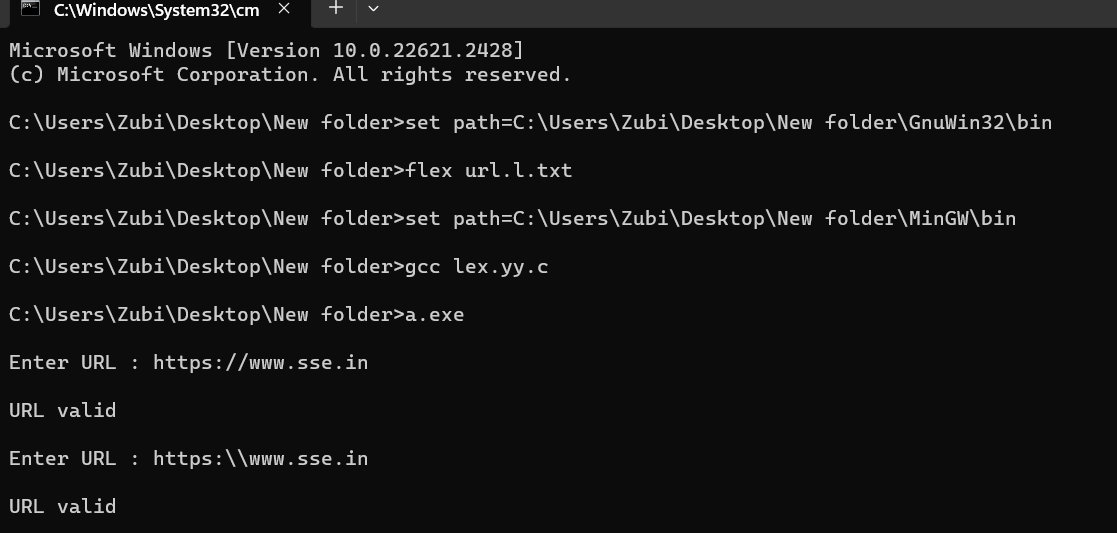 C:\Windows\System32\cm
Microsoft Windows [Version 10.0.22621.2428]
(c) Microsoft Corporation. All rights reserved.
C:\Users\Zubi\Desktop\New folder>set path=C:\Users\Zubi\Desktop\New folder\GnuWin32\bin
C:\Users\Zubi\Desktop\New folder>flex url.l.txt
C:\Users\Zubi\Desktop\New folder>set path=C:\Users\Zubi\Desktop\New folder\MinGW\bin
C:\Users\Zubi\Desktop\New folder>gcc lex.yy.c
C:\Users\Zubi\Desktop\New folder>a.exe
Enter URL : https://www.sse.in
URL valid
Enter URL : https:\\www.sse.in
URL valid